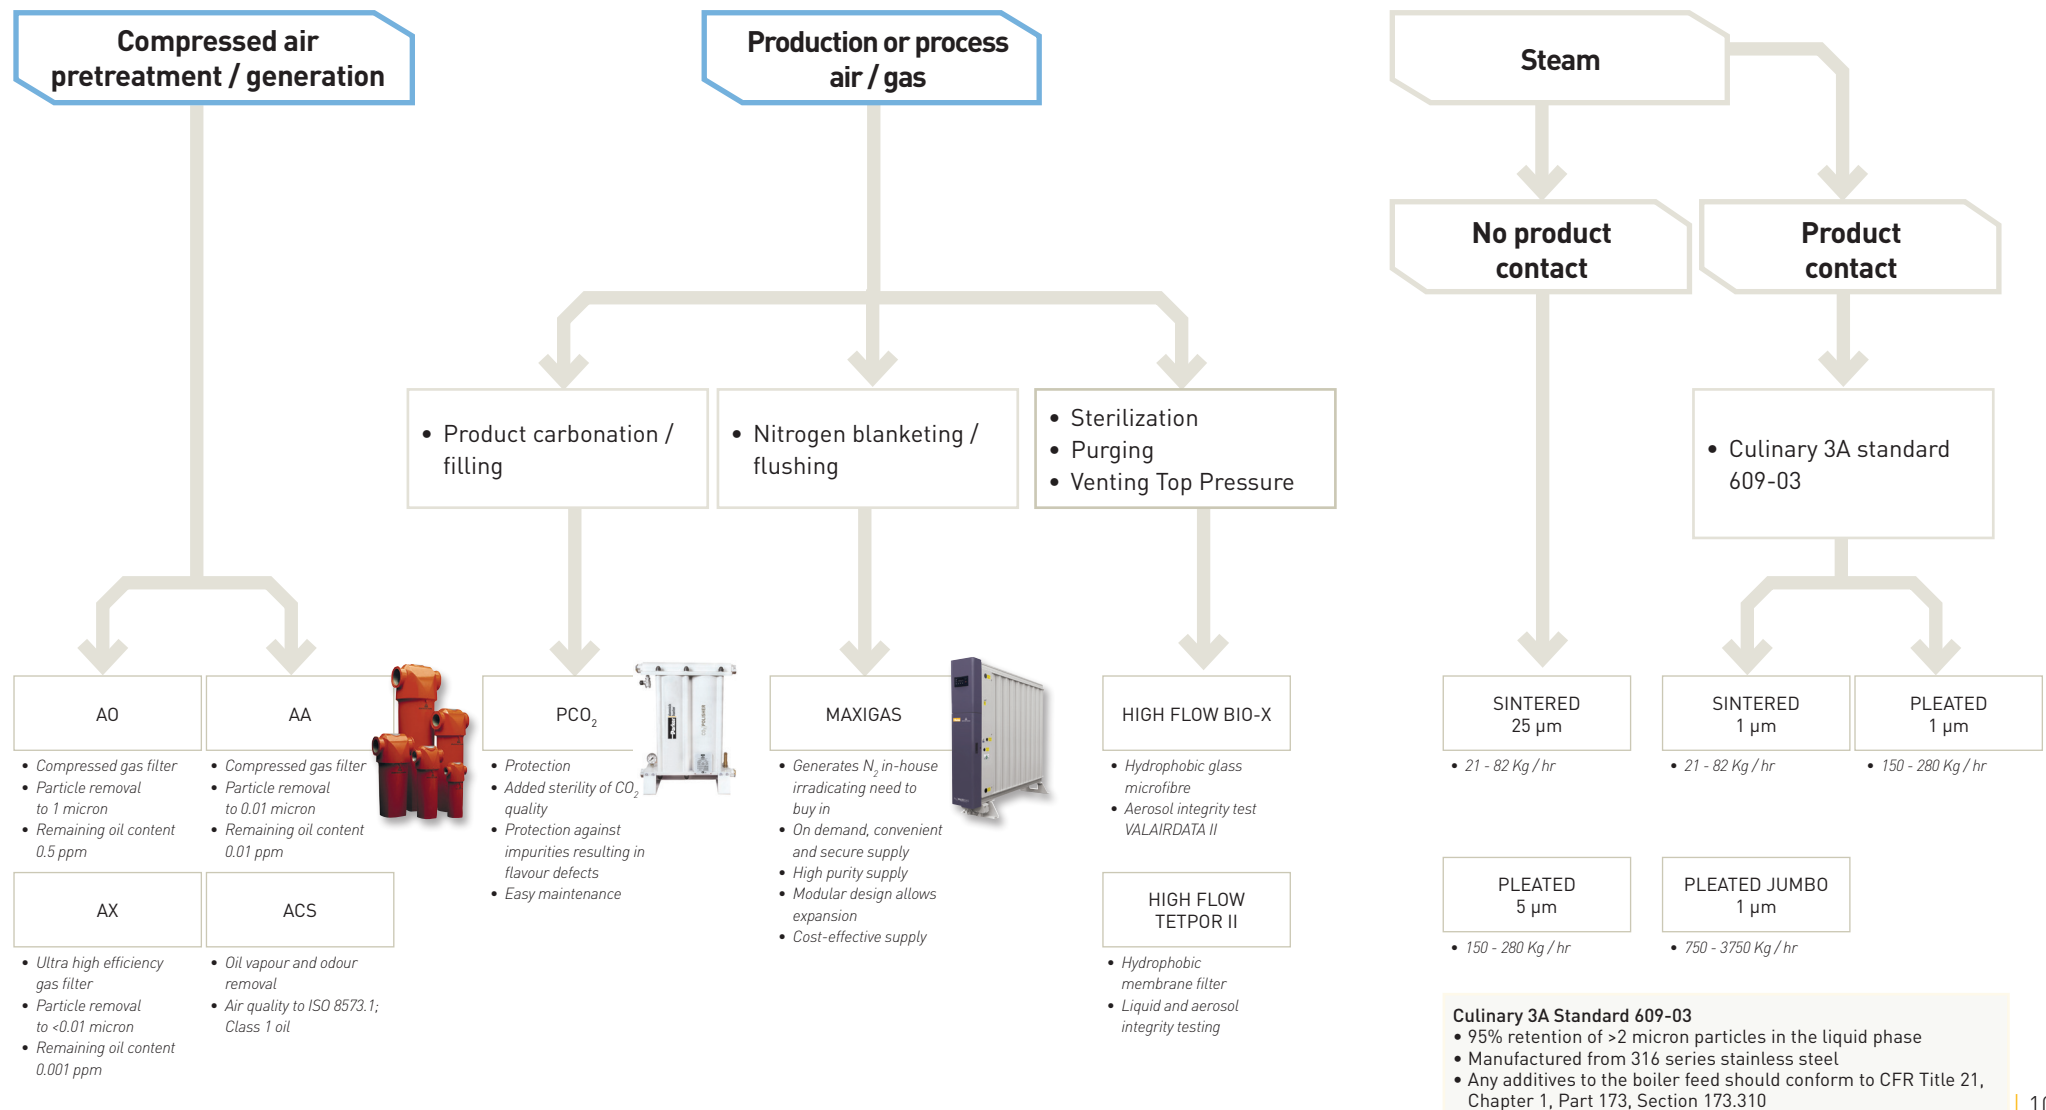 Compressed air
pretreatment / generation
Production or process
air / gas
Steam
No product
contact
Product
contact
• Product carbonation /
filling
• Nitrogen blanketing /
flushing
• Sterilization
• Purging
• Venting Top Pressure
• Culinary 3A standard
609-03
AO
• Compressed gas filter
• Particle removal
to 1 micron
• Remaining oil content
0.5 ppm
AA
• Compressed gas filter
• Particle removal
to 0.01 micron
• Remaining oil content
0.01 ppm
AX
• Ultra high efficiency
gas filter
• Particle removal
to <0.01 micron
• Remaining oil content
0.001 ppm
ACS
• Oil vapour and odour
removal
• Air quality to ISO 8573.1;
Class 1 oil
PCO2
• Protection
• Added sterility of CO2
quality
• Protection against
impurities resulting in
flavour defects
• Easy maintenance
MAXIGAS
• Generates N2 in-house
irradicating need to
buy in
• On demand, convenient
and secure supply
• High purity supply
• Modular design allows
expansion
• Cost-effective supply
HIGH FLOW BIO-X
• Hydrophobic glass
microfibre
• Aerosol integrity test
VALAIRDATA II
HIGH FLOW
TETPOR II
• Hydrophobic
membrane filter
• Liquid and aerosol
integrity testing
SINTERED
25 µm
• 21 - 82 Kg / hr
PLEATED
5 µm
• 150 - 280 Kg / hr
SINTERED
1 µm
• 21 - 82 Kg / hr
PLEATED
1 µm
• 150 - 280 Kg / hr
PLEATED JUMBO
1 µm
• 750 - 3750 Kg / hr
Culinary 3A Standard 609-03
• 95% retention of >2 micron particles in the liquid phase
• Manufactured from 316 series stainless steel
• Any additives to the boiler feed should conform to CFR Title 21,
Chapter 1, Part 173, Section 173.310